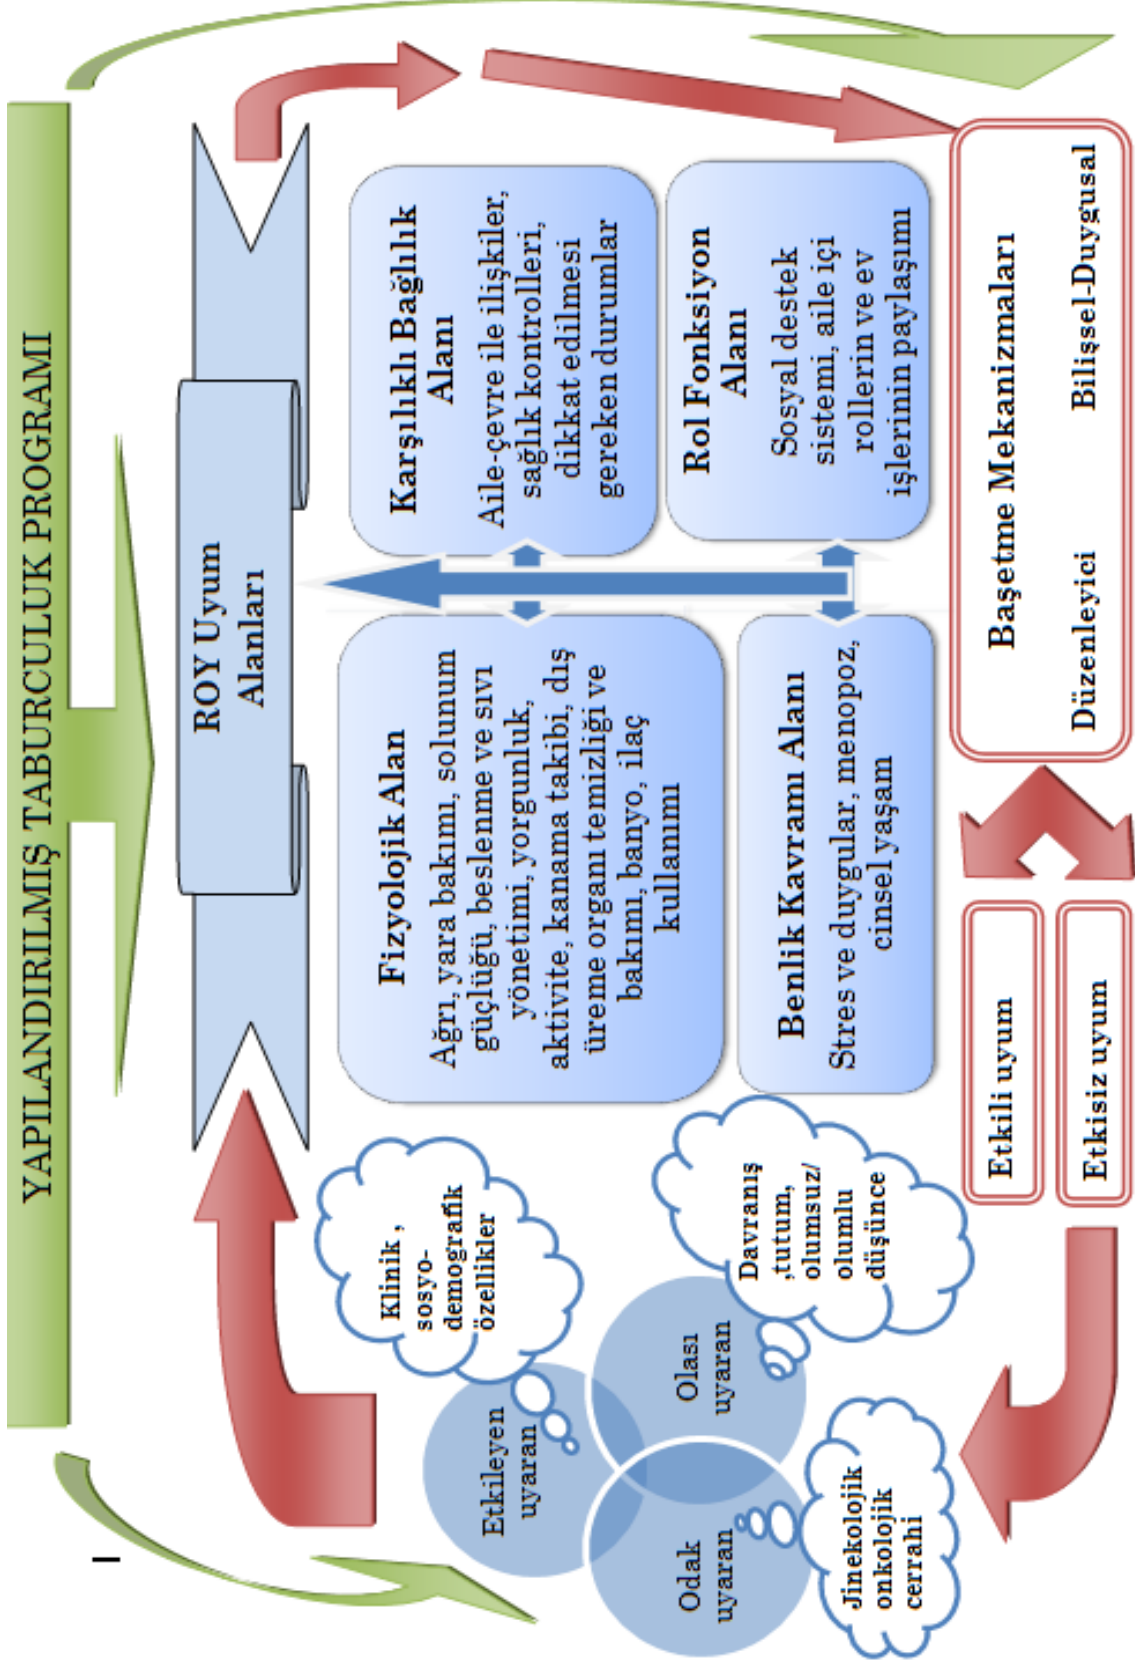 YAPILANDIRILMIŞ TABURCULUK PROGRAMI
ROY Uyum
Alanları
Fizyolojik Alan
Ağrı, yara bakımı, solunum
güçlüğü, beslenme ve sıvı
yönetimi, yorgunluk,
aktivite, kanama takibi, dış
üreme organı temizliği ve
bakımı, banyo, ilaç
kullanımı
Karşılıklı Bağlılık
Alanı
Aile-çevre ile ilişkiler,
sağlık kontrolleri,
dikkat edilmesi
gereken durumlar
Benlik Kavramı Alanı
Stres ve duygular, menopoz,
cinsel yaşam
Rol Fonksiyon
Alanı
Sosyal destek
sistemi, aile içi
rollerin ve ev
işlerinin paylaşımı
Klinik ,
sosyo-
demografik
özellikler
Etkileyen
uyaran
Odak
uyaran
Olası
uyaran
Davranış
,tutum,
olumsuz/
olumlu
düşünce
Jinekolojik
onkolojik
cerrahi
Etkili uyum
Etkisiz uyum
Başetme Mekanizmaları
Düzenleyici Bilişsel-Duygusal